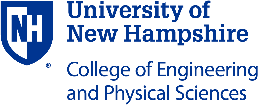 NH
®
University of
New Hampshire
College of Engineering
and Physical Sciences